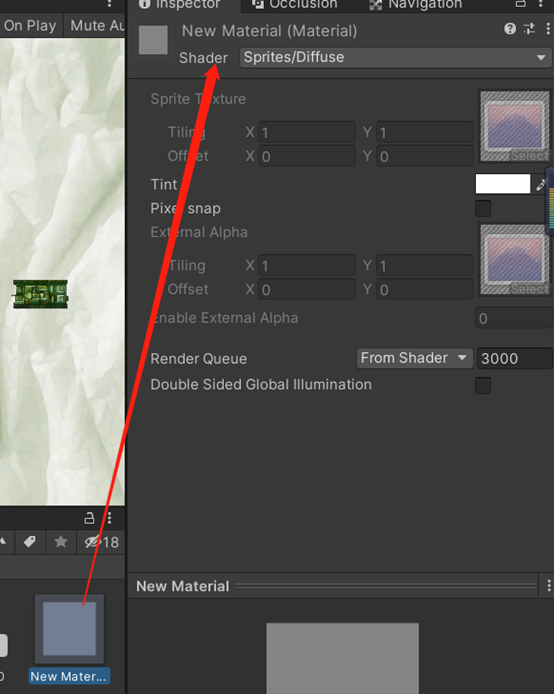 Inspector Occlusion Navigation
On Play Mute Au
New Material (Material)
Shader Sprites/Diffuse
Sprite Texture
Tiling X 1 Y 1
Offset X 0 Y 0
Select
Tint
Pixel snap
External Alpha
Tiling X 1 Y 1
Offset X 0 Y 0
Select
Enable External Alpha 0
Render Queue From Shader 3000
Double Sided Global Illumination
18
New Material
0
New Mater...